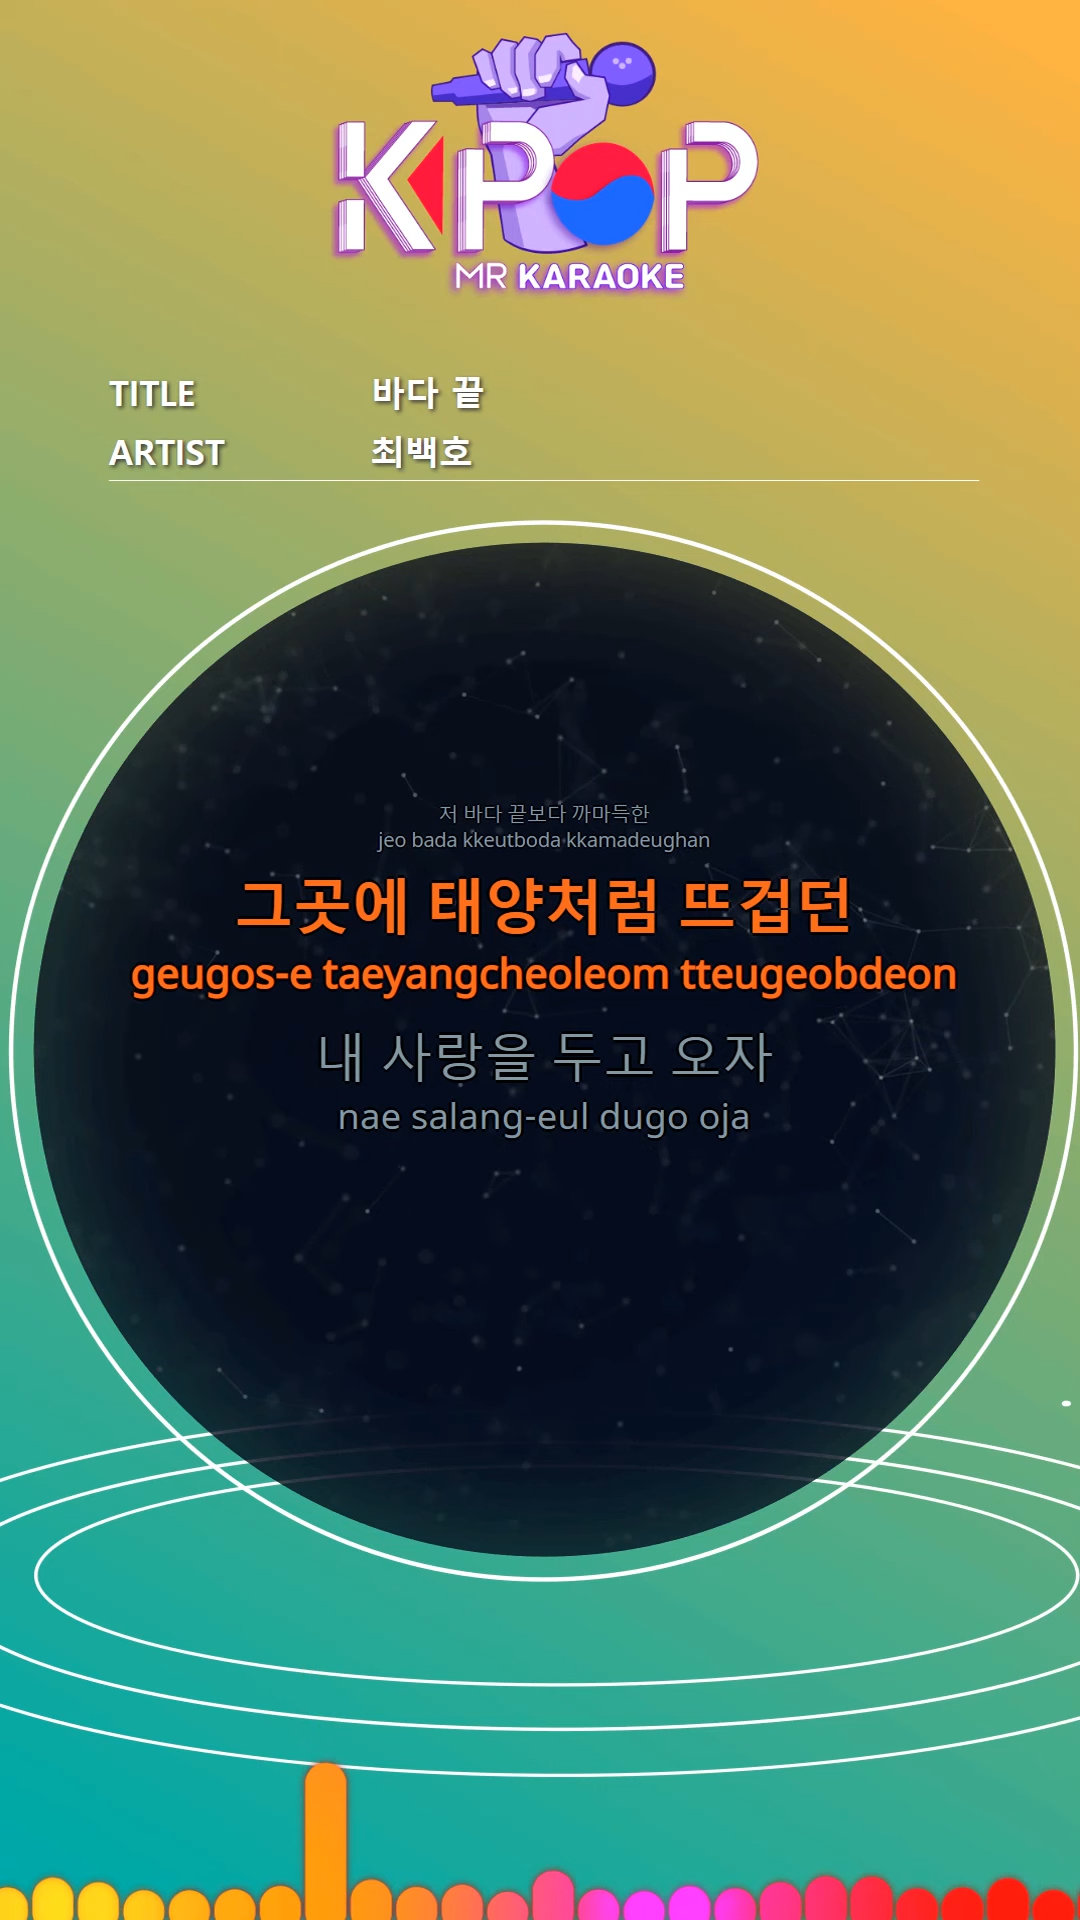 KPOP
MR KARAOKE
TITLE 바다 끝
ARTIST 최백호
저 바다 끝보다 까마득한
jeo bada kkeutboda kkamadeughan
그곳에 태양처럼 뜨겁던
geugos-e taeyangcheoleom tteugeobdeon
내 사랑을 두고 오자
nae salang-eul dugo oja